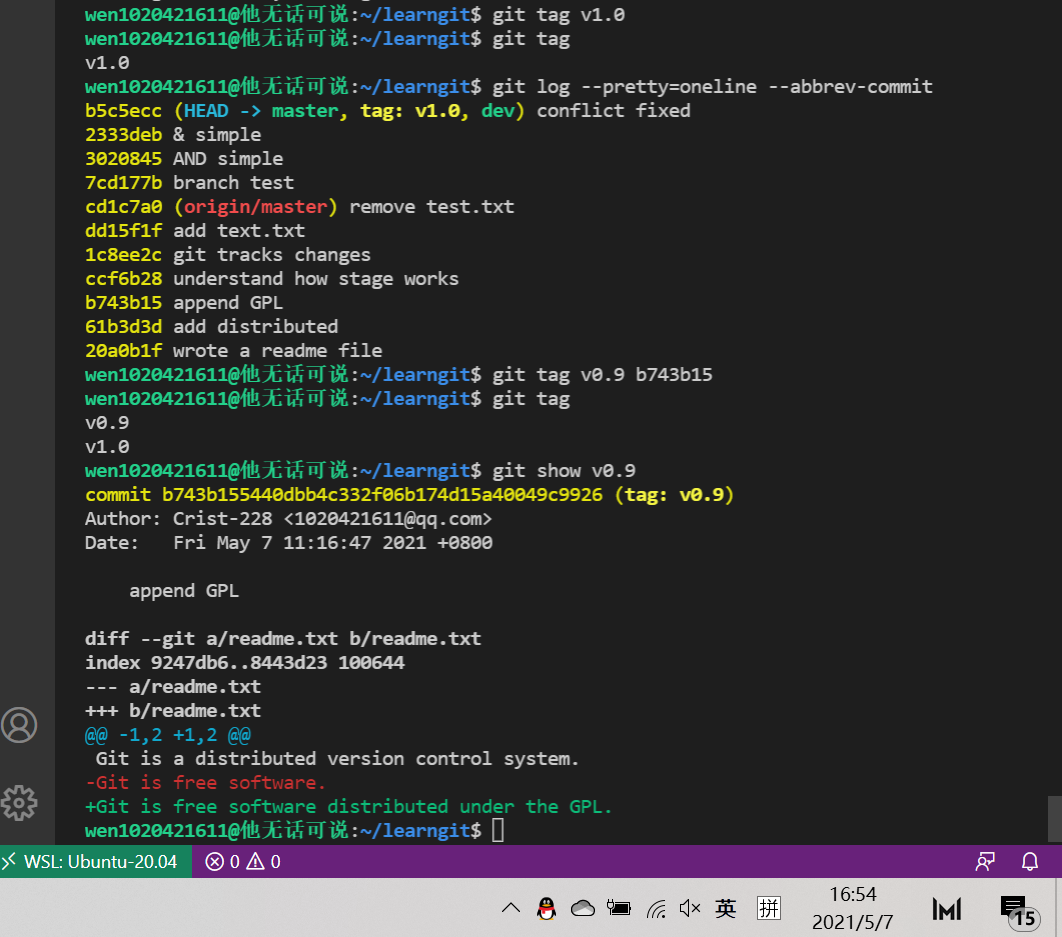 wen1020421611@他无话可说:~/learngit$ git tag v1.0
wen1020421611@他无话可说:~/learngit$ git tag
v1.0
wen1020421611@他无话可说:~/learngit$ git log --pretty=oneline --abbrev-commit
b5c5ecc (HEAD -> master, tag: v1.0, dev) conflict fixed
2333deb & simple
3020845 AND simple
7cd177b branch test
cd1c7a0 (origin/master) remove test.txt
dd15f1f add text.txt
1c8ee2c git tracks changes
ccf6b28 understand how stage works
b743b15 append GPL
61b3d3d add distributed
20a0b1f wrote a readme file
wen1020421611@他无话可说:~/learngit$ git tag v0.9 b743b15
wen1020421611@他无话可说:~/learngit$ git tag
v0.9
v1.0
wen1020421611@他无话可说:~/learngit$ git show v0.9
commit b743b155440dbb4c332f06b174d15a40049c9926 (tag: v0.9)
Author: Crist-228 <1020421611@qq.com>
Date:   Fri May 7 11:16:47 2021 +0800
    append GPL
diff --git a/readme.txt b/readme.txt
index 9247db6..8443d23 100644
--- a/readme.txt
+++ b/readme.txt
@@ -1,2 +1,2 @@
 Git is a distributed version control system.
-Git is free software.
+Git is free software distributed under the GPL.
wen1020421611@他无话可说:~/learngit$
WSL: Ubuntu-20.04 0 0
英 拼 16:54
2021/5/7
15